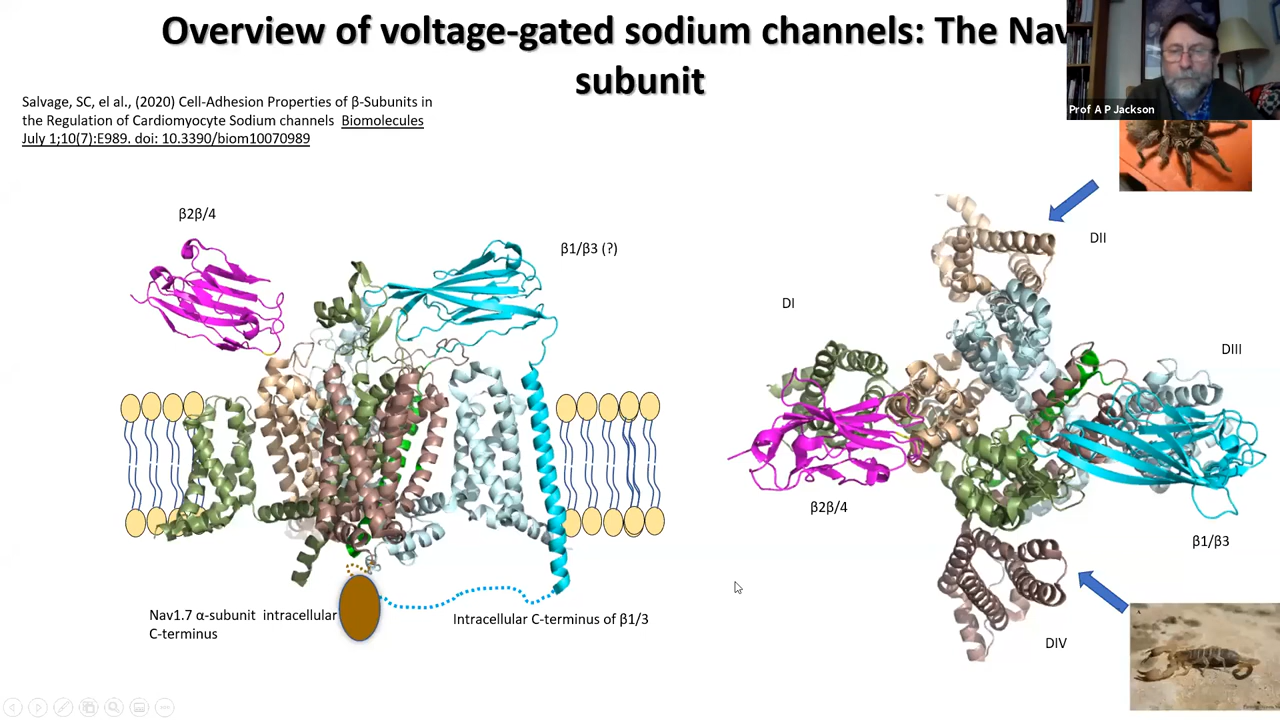 Overview of voltage-gated sodium channels: The Nav
subunit
Prof A P Jackson
Salvage, SC, el al., (2020) Cell-Adhesion Properties of β-Subunits in
the Regulation of Cardiomyocyte Sodium channels Biomolecules
July 1;10(7):E989. doi: 10.3390/biom10070989
β2β/4
β1/β3 (?)
DII
DI
DIII
β2β/4
β1/β3
Nav1.7 α-subunit intracellular
C-terminus
Intracellular C-terminus of β1/3
DIV
A